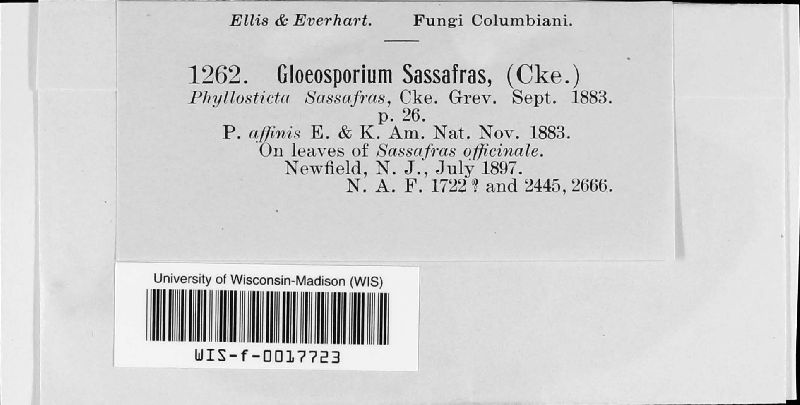 Ellis & Everhart. Fungi Columbiani.
1262. Gloeosporium Sassafras, (Cke.)
Phyllosticta Sassafras, Cke. Grev. Sept. 1883.
p. 26.
P. affinis E. & K. Am. Nat. Nov. 1883.
On leaves of Sassafras officinale.
Newfield, N. J., July 1897.
N. A. F. 1722 ? and 2445, 2666.
University of Wisconsin-Madison (WIS)
WIS-f-0017723